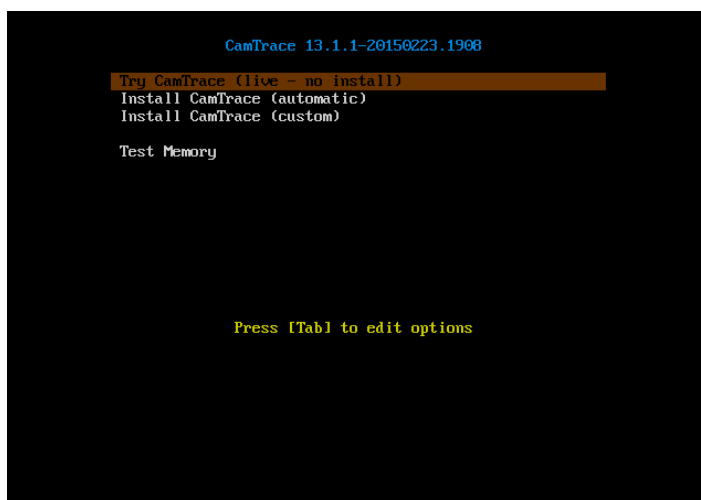 CamTrace 13.1.1-20150223.1908
Try CamTrace (live - no install)
Install CamTrace (automatic)
Install CamTrace (custom)
Test Memory
Press [Tab] to edit options